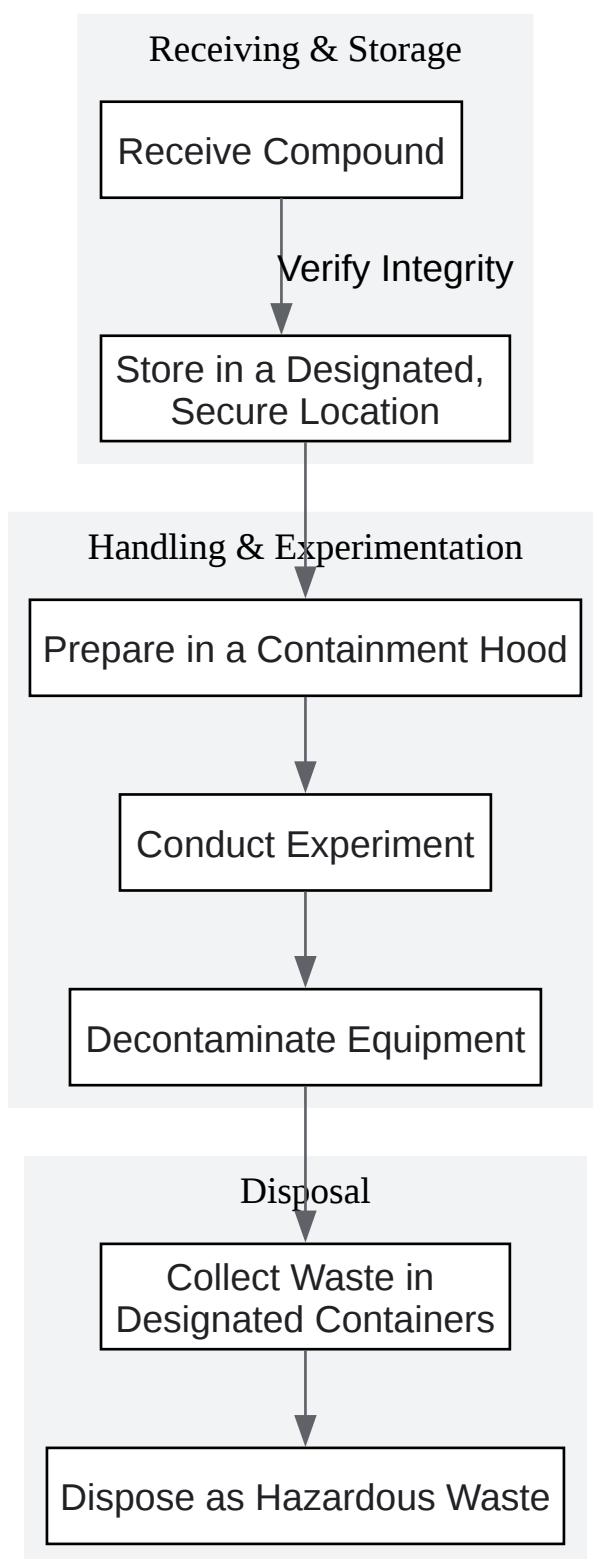 Receiving & Storage
Receive Compound
Verify Integrity
Store in a Designated,
Secure Location
Handling & Experimentation
Prepare in a Containment Hood
Conduct Experiment
Decontaminate Equipment
Disposal
Collect Waste in
Designated Containers
Dispose as Hazardous Waste